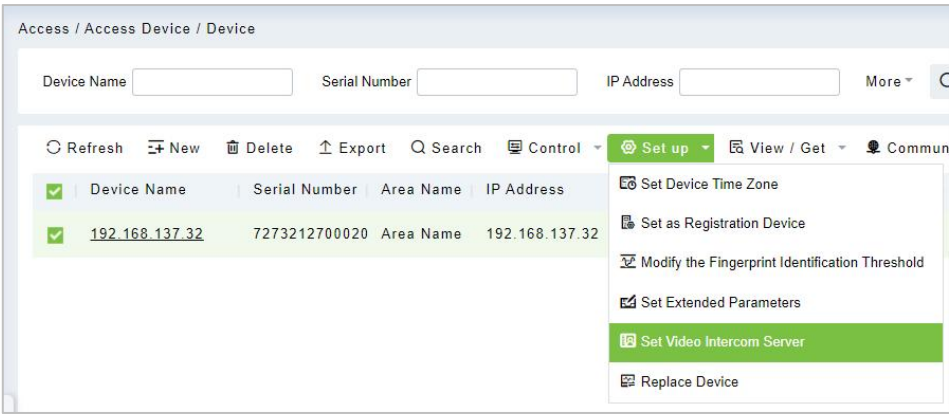 Access / Access Device / Device
Device Name Serial Number IP Address More
Refresh New Delete Export Search Control Set up View / Get Commun
Device Name Serial Number Area Name IP Address
192.168.137.32 7273212700020 Area Name 192.168.137.32
Set Device Time Zone
Set as Registration Device
Modify the Fingerprint Identification Threshold
Set Extended Parameters
Set Video Intercom Server
Replace Device